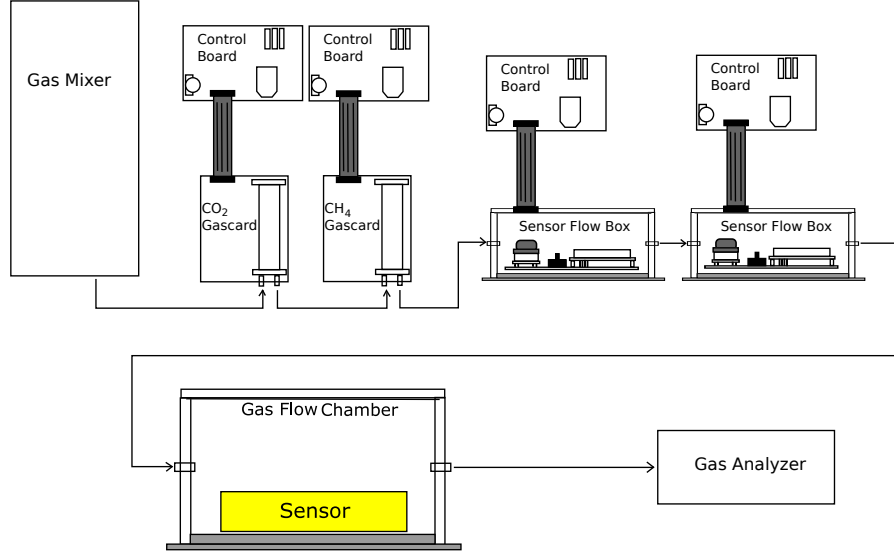 Gas Mixer
Control
Board
Control
Board
Control
Board
Control
Board
CO₂
Gascard
CH₄
Gascard
Sensor Flow Box
Sensor Flow Box
Gas Flow Chamber
Sensor
Gas Analyzer